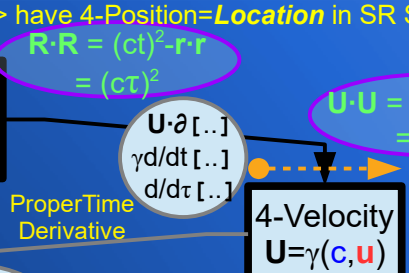 > have 4-Position=Location in SR S
R·R = (ct)²-r·r
= (cτ)²
U·∂[..]
γd/dt [..]
d/dτ [..]
U·U =
=
ProperTime
Derivative
4-Velocity
U=γ(c,u)